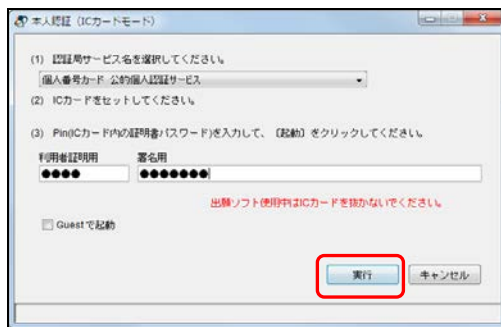 本人認証（ICカードモード）
(1) 認証局サービス名を選択してください。
個人番号カード 公的個人認証サービス
(2) ICカードをセットしてください。
(3) Pin(ICカード内の証明書パスワード)を入力して、〔起動〕をクリックしてください。
利用者証明用 署名用
●●●● ●●●●●●●
出願ソフト使用中はICカードを抜かないでください。
Guestで起動
実行 キャンセル